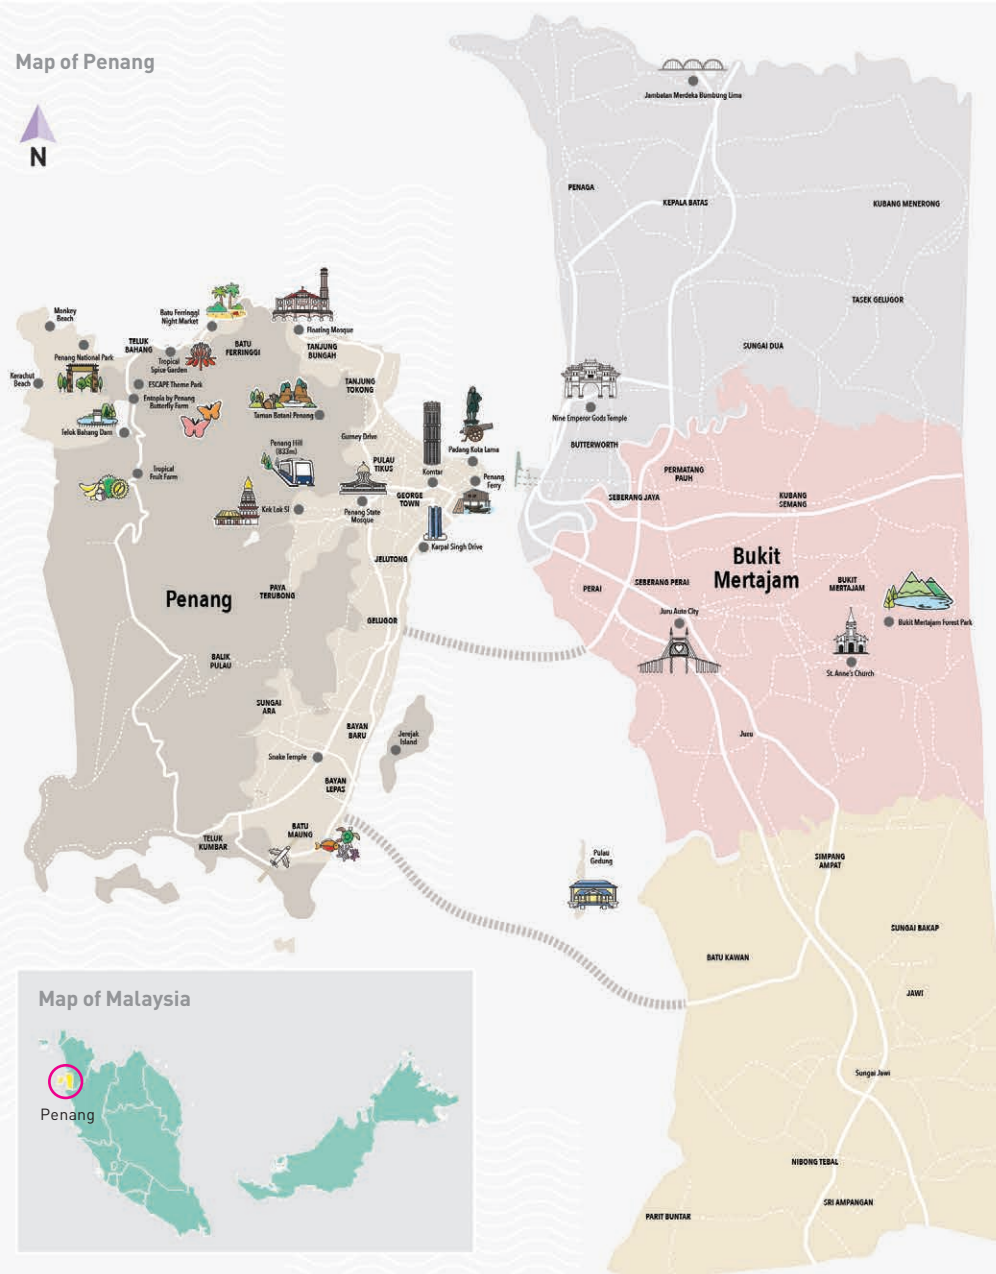 Map of Penang
N
Jambatan Merdeka Bumbung Lima
PENAGA
KEPALA BATAS
KUBANG MENERONG
TASEK GELUGOR
SUNGAI DUA
Monkey
Beach
Batu Ferringgi
Night Market
Floating Mosque
TELUK
BAHANG
BATU
FERRINGGI
TANJUNG
BUNGAH
Penang National Park
Tropical
Spice Garden
Kerachut
Beach
ESCAPE Theme Park
TANJUNG
TOKONG
Entopia by Penang
Butterfly Farm
Taman Botani Penang
Nine Emperor Gods Temple
Teluk Bahang Dam
Gurney Drive
Penang Hill
(833m)
Padang Kota Lama
BUTTERWORTH
Tropical
Fruit Farm
PULAU
TIKUS
Komtar
Penang
Ferry
PERMATANG
PAUH
GEORGE
TOWN
SEBERANG JAYA
KUBANG
SEMANG
Kek Lok Si
Penang State
Mosque
Karpal Singh Drive
JELUTONG
Bukit
Mertajam
PERAI
SEBERANG PERAI
BUKIT
MERTAJAM
Penang
PAYA
TERUBONG
Juru Auto City
Bukit Mertajam Forest Park
GELUGOR
BALIK
PULAU
St. Anne's Church
SUNGAI
ARA
BAYAN
BARU
Jerejak
Island
Juru
Snake Temple
BAYAN
LEPAS
TELUK
KUMBAR
BATU
MAUNG
Pulau
Gedung
SIMPANG
AMPAT
SUNGAI BAKAP
BATU KAWAN
JAWI
Sungai Jawi
NIBONG TEBAL
SRI AMPANGAN
PARIT BUNTAR
Map of Malaysia
Penang